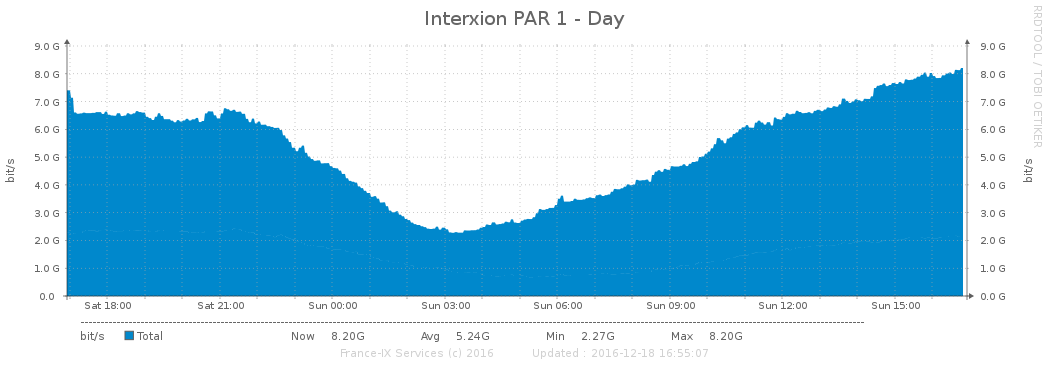 Interxion PAR 1 - Day
RRDTOOL / TOBI OETIKER
9.0 G 9.0 G
8.0 G 8.0 G
7.0 G 7.0 G
6.0 G 6.0 G
5.0 G 5.0 G
4.0 G 4.0 G
3.0 G 3.0 G
2.0 G 2.0 G
1.0 G 1.0 G
0.0 0.0 G
bit/s bit/s
Sat 18:00 Sat 21:00 Sun 00:00 Sun 03:00 Sun 06:00 Sun 09:00 Sun 12:00 Sun 15:00
bit/s Total Now 8.20G Avg 5.24G Min 2.27G Max 8.20G
France-IX Services (c) 2016 Updated : 2016-12-18 16:55:07